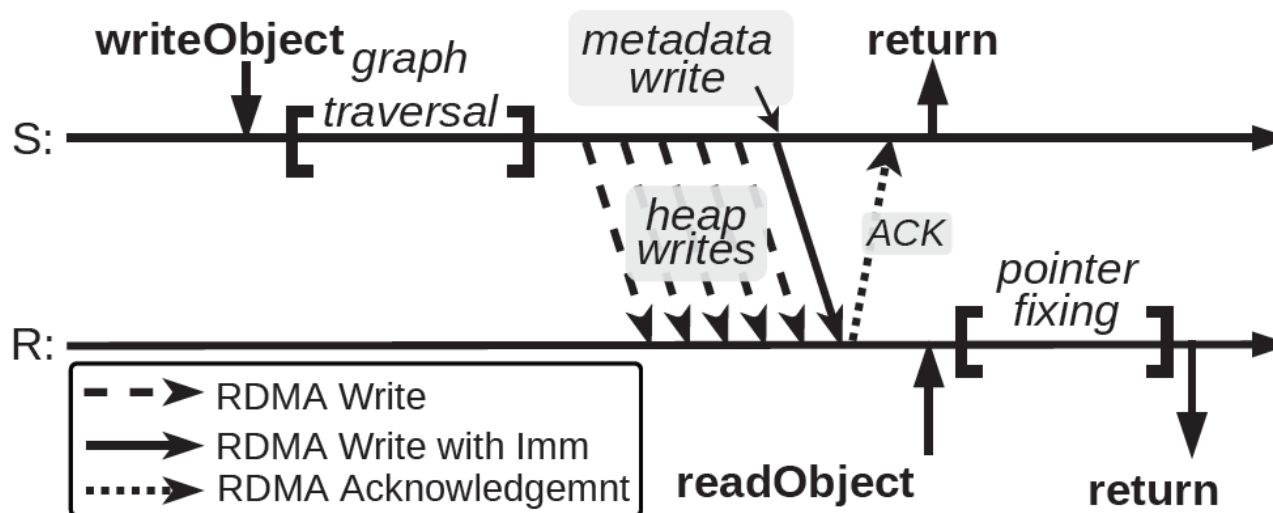 writeObject
graph
traversal
metadata
write
return
S:
heap
writes
ACK
pointer
fixing
R:
RDMA Write
RDMA Write with Imm
RDMA Acknowledgemnt
readObject
return